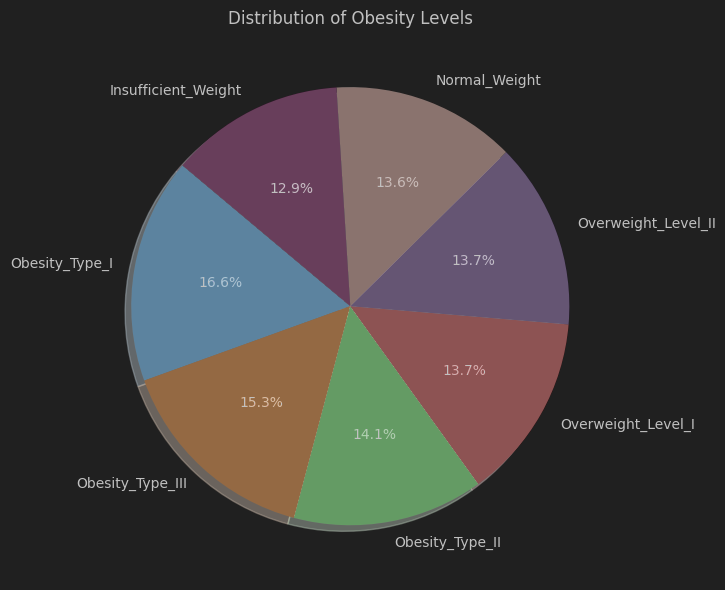 Distribution of Obesity Levels
Normal_Weight
Insufficient_Weight
13.6%
12.9%
Overweight_Level_II
13.7%
Obesity_Type_I
16.6%
13.7%
15.3%
Overweight_Level_I
14.1%
Obesity_Type_III
Obesity_Type_II